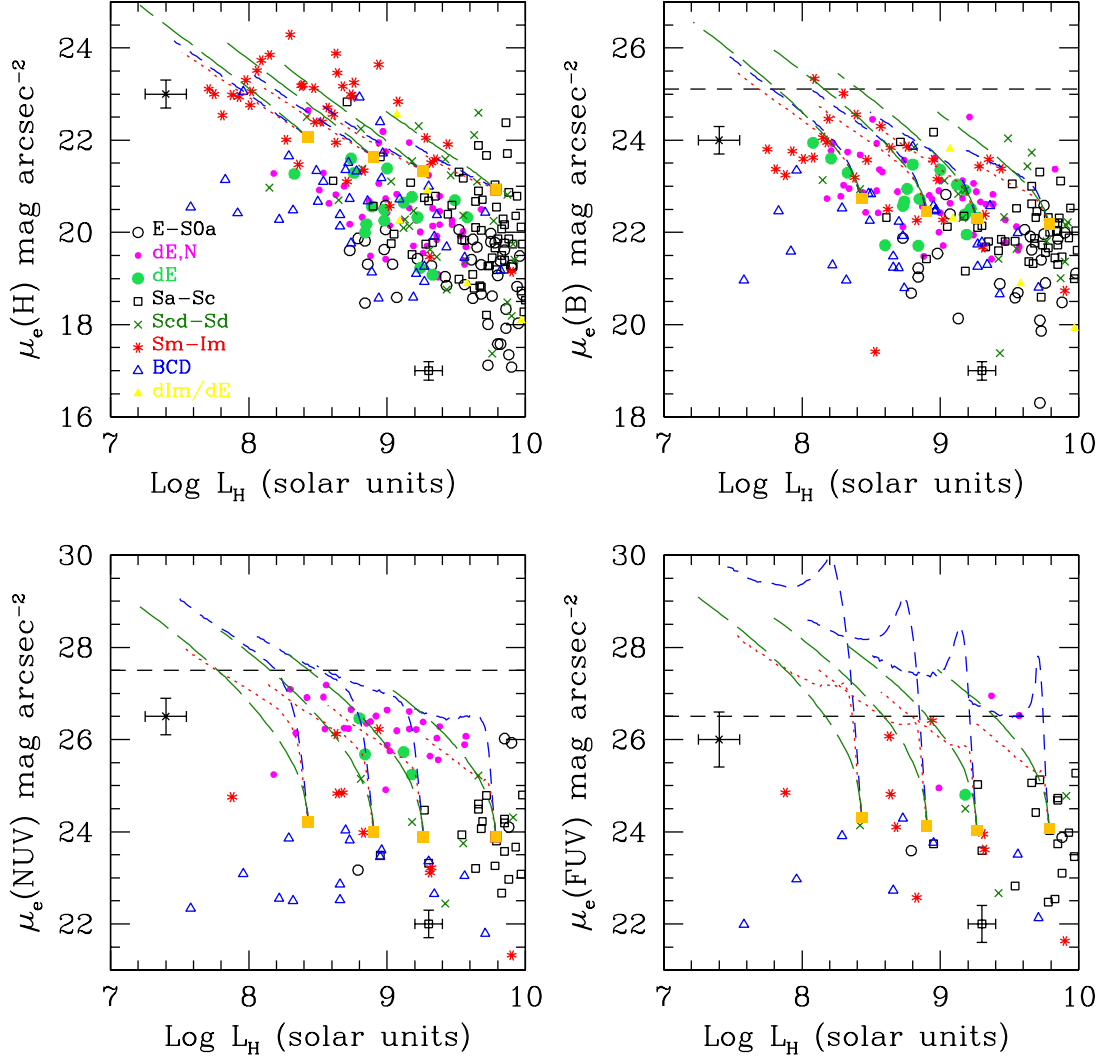 24
22
20
18
16
μe(H) mag arcsec−2
E−S0a
dE,N
dE
Sa−Sc
Scd−Sd
Sm−Im
BCD
dIm/dE
7 8 9 10
Log LH (solar units)
26
24
22
20
18
μe(B) mag arcsec−2
7 8 9 10
Log LH (solar units)
30
28
26
24
22
μe(NUV) mag arcsec−2
7 8 9 10
Log LH (solar units)
30
28
26
24
22
μe(FUV) mag arcsec−2
7 8 9 10
Log LH (solar units)